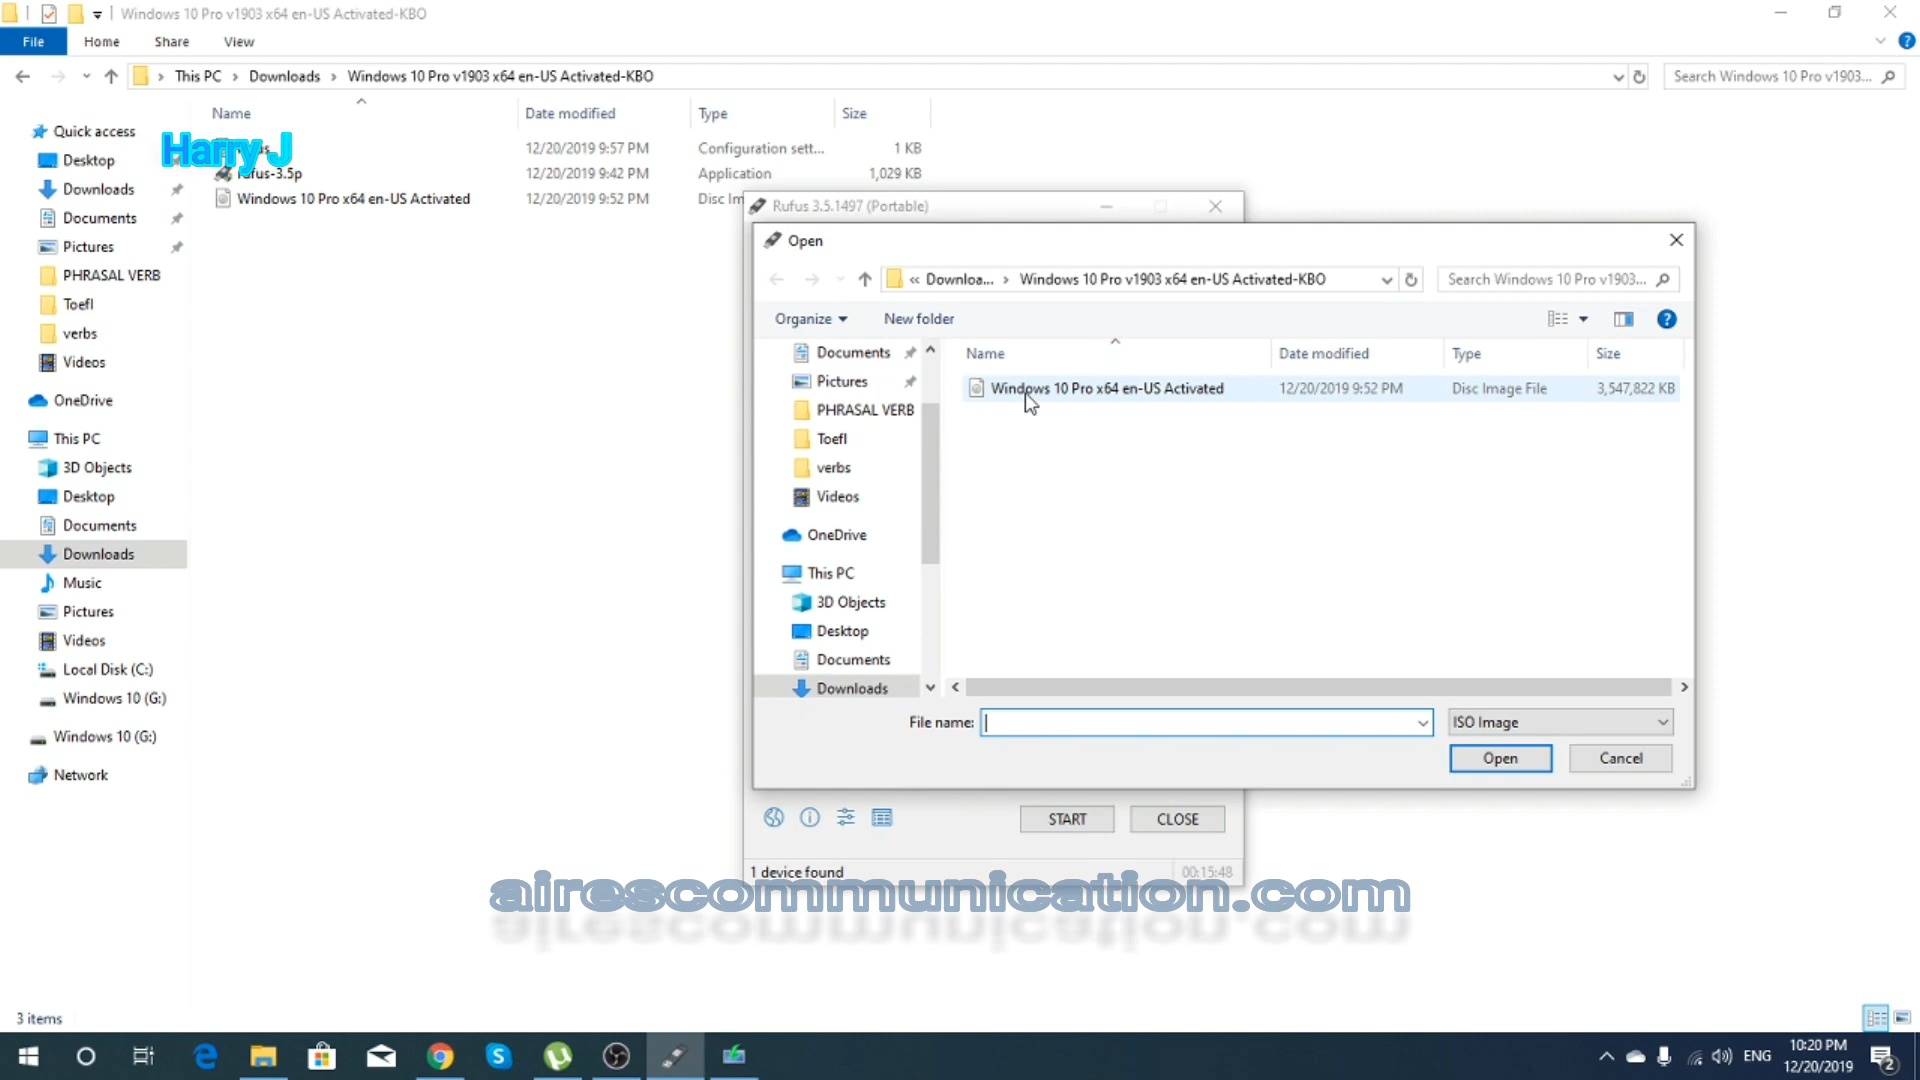 Windows 10 Pro v1903 x64 en-US Activated-KBO
File Home Share View
This PC > Downloads > Windows 10 Pro v1903 x64 en-US Activated-KBO
Search Windows 10 Pro v1903...
Name Date modified Type Size
12/20/2019 9:57 PM Configuration sett... 1 KB
rufus-3.5p 12/20/2019 9:42 PM Application 1,029 KB
Windows 10 Pro x64 en-US Activated 12/20/2019 9:52 PM Disc Im
Harry J
Quick access
Desktop
Downloads
Documents
Pictures
PHRASAL VERB
Toefl
verbs
Videos
OneDrive
This PC
3D Objects
Desktop
Documents
Downloads
Music
Pictures
Videos
Local Disk (C:)
Windows 10 (G:)
Windows 10 (G:)
Network
Rufus 3.5.1497 (Portable)
Open
« Downloa... > Windows 10 Pro v1903 x64 en-US Activated-KBO
Search Windows 10 Pro v1903...
Organize New folder
Documents
Pictures
PHRASAL VERB
Toefl
verbs
Videos
OneDrive
This PC
3D Objects
Desktop
Documents
Downloads
Name Date modified Type Size
Windows 10 Pro x64 en-US Activated 12/20/2019 9:52 PM Disc Image File 3,547,822 KB
File name: ISO Image
Open Cancel
START CLOSE
1 device found 00:15:48
airescommunication.com
3 items
ENG
10:20 PM
12/20/2019
2